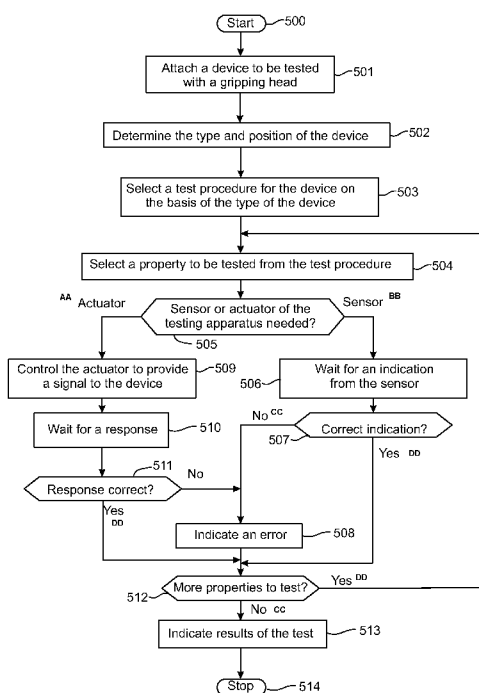 Start
500
Attach a device to be tested
with a gripping head
501
Determine the type and position of the device
502
Select a test procedure for the device on
the basis of the type of the device
503
Select a property to be tested from the test procedure
504
AA Actuator
Sensor or actuator of the
testing apparatus needed?
505
Sensor BB
Control the actuator to provide
a signal to the device
509
506
Wait for an indication
from the sensor
Wait for a response
510
No CC
507
Correct indication?
Yes DD
511
Response correct?
No
Yes
DD
Indicate an error
508
More properties to test?
512
Yes DD
No CC
Indicate results of the test
513
Stop
514